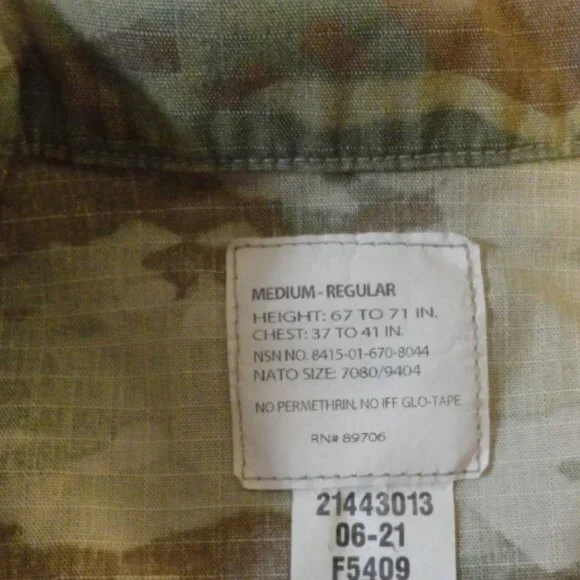 MEDIUM - REGULAR
HEIGHT: 67 TO 71 IN.
CHEST: 37 TO 41 IN.
NSN NO. 8415-01-670-8044
NATO SIZE: 7080/9404
NO PERMETHRIN, NO IFF GLO-TAPE
RN# 89706
21443013
06-21
F5409